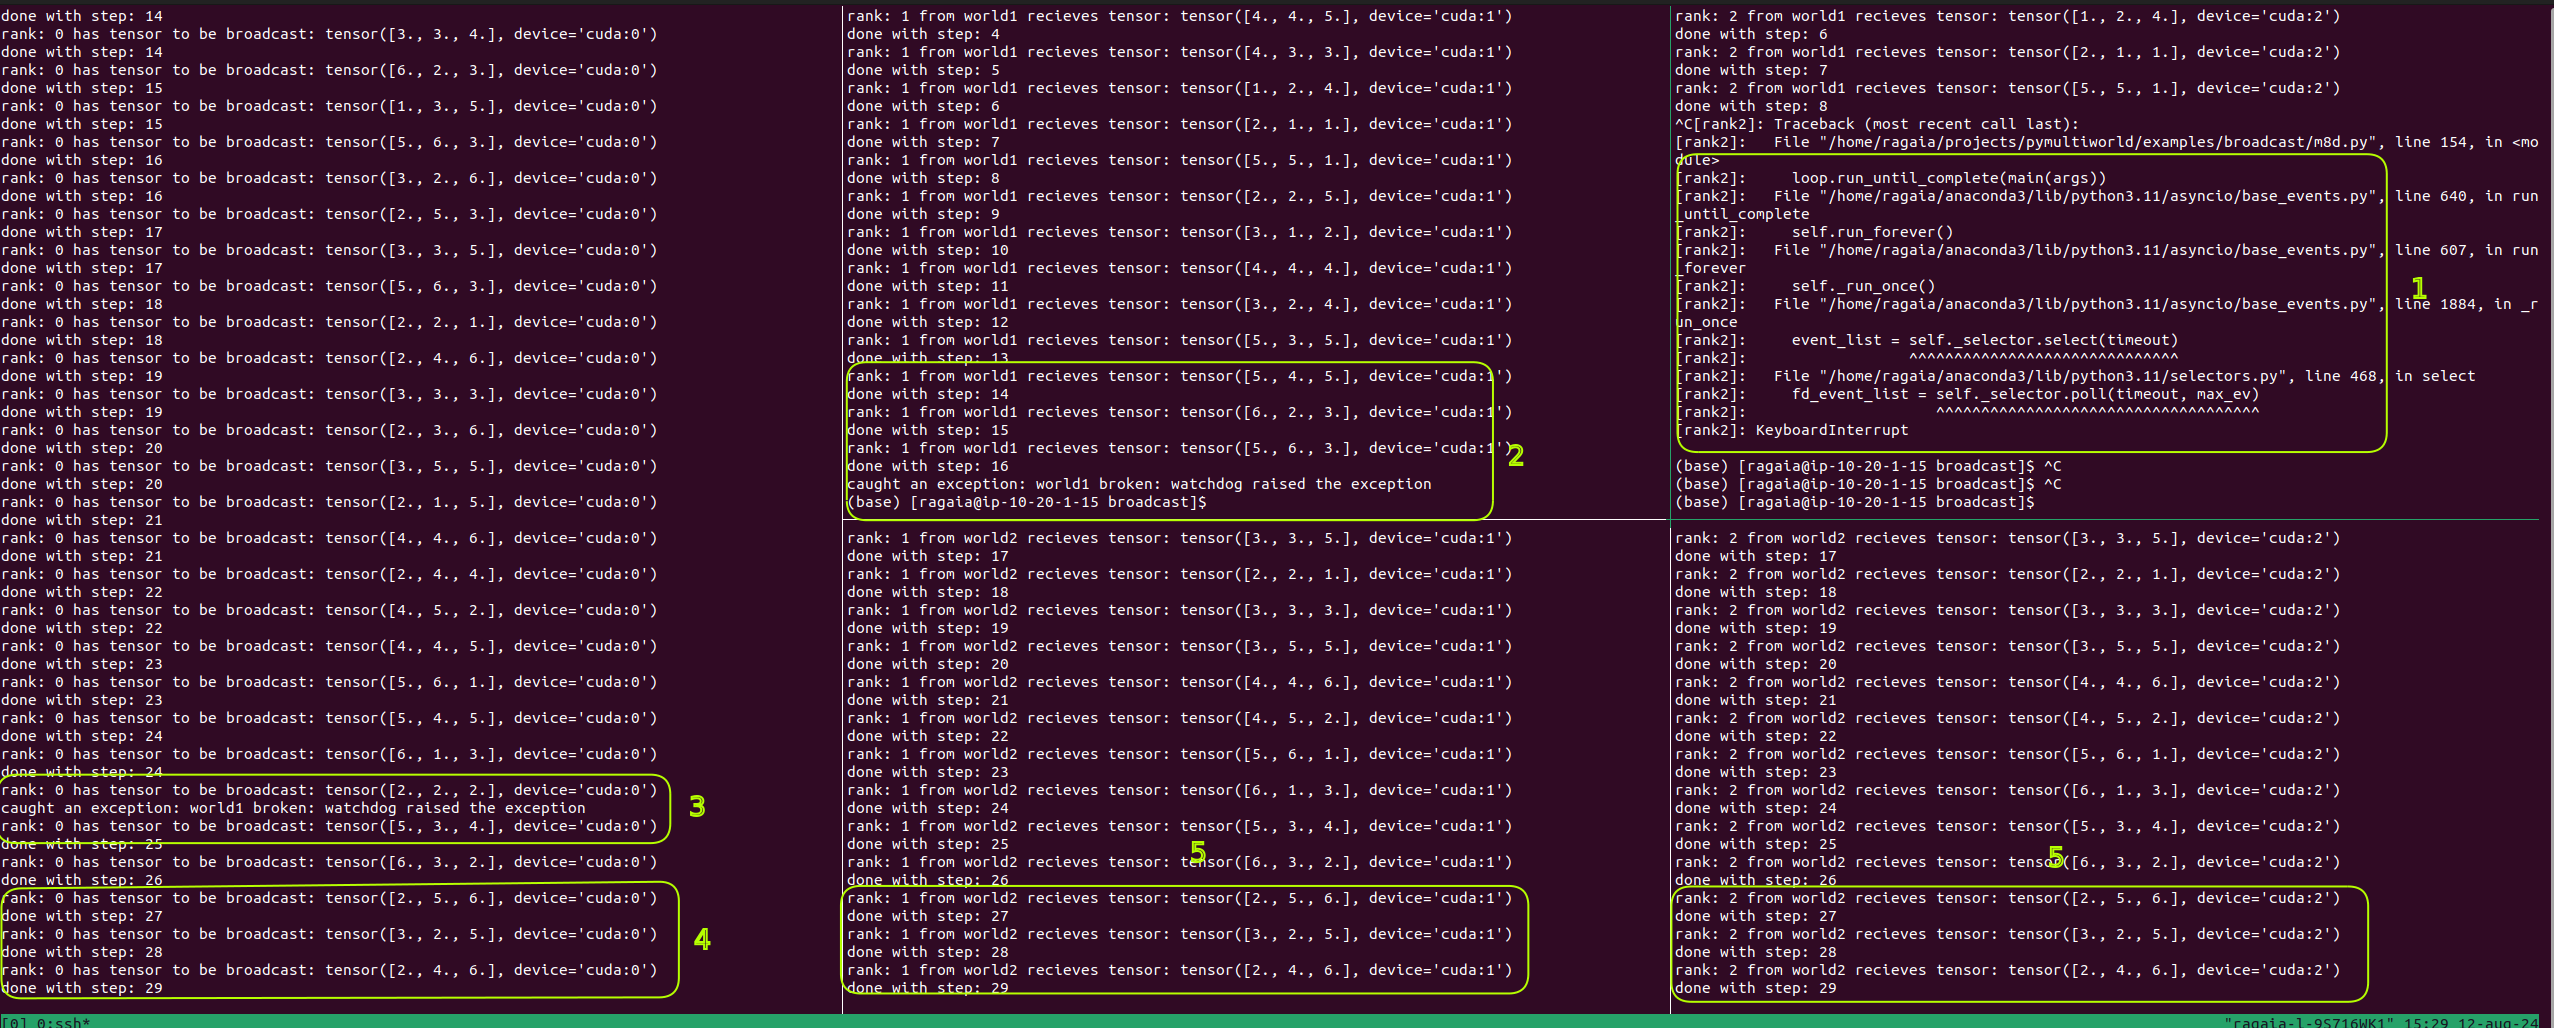 done with step: 14
rank: 0 has tensor to be broadcast: tensor([3., 3., 4.], device='cuda:0')
done with step: 14
rank: 0 has tensor to be broadcast: tensor([6., 2., 3.], device='cuda:0')
done with step: 15
rank: 0 has tensor to be broadcast: tensor([1., 3., 5.], device='cuda:0')
done with step: 15
rank: 0 has tensor to be broadcast: tensor([5., 6., 3.], device='cuda:0')
done with step: 16
rank: 0 has tensor to be broadcast: tensor([3., 2., 6.], device='cuda:0')
done with step: 16
rank: 0 has tensor to be broadcast: tensor([2., 5., 3.], device='cuda:0')
done with step: 17
rank: 0 has tensor to be broadcast: tensor([3., 3., 5.], device='cuda:0')
done with step: 17
rank: 0 has tensor to be broadcast: tensor([5., 6., 3.], device='cuda:0')
done with step: 18
rank: 0 has tensor to be broadcast: tensor([2., 2., 1.], device='cuda:0')
done with step: 18
rank: 0 has tensor to be broadcast: tensor([2., 4., 6.], device='cuda:0')
done with step: 19
rank: 0 has tensor to be broadcast: tensor([3., 3., 3.], device='cuda:0')
done with step: 19
rank: 0 has tensor to be broadcast: tensor([2., 3., 6.], device='cuda:0')
done with step: 20
rank: 0 has tensor to be broadcast: tensor([3., 5., 5.], device='cuda:0')
done with step: 20
rank: 0 has tensor to be broadcast: tensor([2., 1., 5.], device='cuda:0')
done with step: 21
rank: 0 has tensor to be broadcast: tensor([4., 4., 6.], device='cuda:0')
done with step: 21
rank: 0 has tensor to be broadcast: tensor([2., 4., 4.], device='cuda:0')
done with step: 22
rank: 0 has tensor to be broadcast: tensor([4., 5., 2.], device='cuda:0')
done with step: 22
rank: 0 has tensor to be broadcast: tensor([4., 4., 5.], device='cuda:0')
done with step: 23
rank: 0 has tensor to be broadcast: tensor([5., 6., 1.], device='cuda:0')
done with step: 23
rank: 0 has tensor to be broadcast: tensor([5., 4., 5.], device='cuda:0')
done with step: 24
rank: 0 has tensor to be broadcast: tensor([6., 1., 3.], device='cuda:0')
done with step: 24
rank: 0 has tensor to be broadcast: tensor([2., 2., 2.], device='cuda:0')
caught an exception: world1 broken: watchdog raised the exception
rank: 0 has tensor to be broadcast: tensor([5., 3., 4.], device='cuda:0')
3
done with step: 25
rank: 0 has tensor to be broadcast: tensor([6., 3., 2.], device='cuda:0')
done with step: 26
rank: 0 has tensor to be broadcast: tensor([2., 5., 6.], device='cuda:0')
done with step: 27
rank: 0 has tensor to be broadcast: tensor([3., 2., 5.], device='cuda:0')
4
done with step: 28
rank: 0 has tensor to be broadcast: tensor([2., 4., 6.], device='cuda:0')
done with step: 29
rank: 1 from world1 recieves tensor: tensor([4., 4., 5.], device='cuda:1')
done with step: 4
rank: 1 from world1 recieves tensor: tensor([4., 3., 3.], device='cuda:1')
done with step: 5
rank: 1 from world1 recieves tensor: tensor([1., 2., 4.], device='cuda:1')
done with step: 6
rank: 1 from world1 recieves tensor: tensor([2., 1., 1.], device='cuda:1')
done with step: 7
rank: 1 from world1 recieves tensor: tensor([5., 5., 1.], device='cuda:1')
done with step: 8
rank: 1 from world1 recieves tensor: tensor([2., 2., 5.], device='cuda:1')
done with step: 9
rank: 1 from world1 recieves tensor: tensor([3., 1., 2.], device='cuda:1')
done with step: 10
rank: 1 from world1 recieves tensor: tensor([4., 4., 4.], device='cuda:1')
done with step: 11
rank: 1 from world1 recieves tensor: tensor([3., 2., 4.], device='cuda:1')
done with step: 12
rank: 1 from world1 recieves tensor: tensor([5., 3., 5.], device='cuda:1')
done with step: 13
rank: 1 from world1 recieves tensor: tensor([5., 4., 5.], device='cuda:1')
done with step: 14
rank: 1 from world1 recieves tensor: tensor([6., 2., 3.], device='cuda:1')
done with step: 15
rank: 1 from world1 recieves tensor: tensor([5., 6., 3.], device='cuda:1')
2
done with step: 16
caught an exception: world1 broken: watchdog raised the exception
(base) [ragaia@ip-10-20-1-15 broadcast]$
rank: 2 from world1 recieves tensor: tensor([1., 2., 4.], device='cuda:2')
done with step: 6
rank: 2 from world1 recieves tensor: tensor([2., 1., 1.], device='cuda:2')
done with step: 7
rank: 2 from world1 recieves tensor: tensor([5., 5., 1.], device='cuda:2')
done with step: 8
^C[rank2]: Traceback (most recent call last):
[rank2]:   File "/home/ragaia/projects/pymultiworld/examples/broadcast/m8d.py", line 154, in <mo
dule>
[rank2]:     loop.run_until_complete(main(args))
[rank2]:   File "/home/ragaia/anaconda3/lib/python3.11/asyncio/base_events.py", line 640, in run
_until_complete
[rank2]:     self.run_forever()
[rank2]:   File "/home/ragaia/anaconda3/lib/python3.11/asyncio/base_events.py", line 607, in run
_forever
[rank2]:     self._run_once()
1
[rank2]:   File "/home/ragaia/anaconda3/lib/python3.11/asyncio/base_events.py", line 1884, in _r
un_once
[rank2]:     event_list = self._selector.select(timeout)
[rank2]:                  ^^^^^^^^^^^^^^^^^^^^^^^^^^^^^^
[rank2]:   File "/home/ragaia/anaconda3/lib/python3.11/selectors.py", line 468, in select
[rank2]:     fd_event_list = self._selector.poll(timeout, max_ev)
[rank2]:                     ^^^^^^^^^^^^^^^^^^^^^^^^^^^^^^^^^^^^
[rank2]: KeyboardInterrupt
(base) [ragaia@ip-10-20-1-15 broadcast]$ ^C
(base) [ragaia@ip-10-20-1-15 broadcast]$ ^C
(base) [ragaia@ip-10-20-1-15 broadcast]$
rank: 1 from world2 recieves tensor: tensor([3., 3., 5.], device='cuda:1')
done with step: 17
rank: 1 from world2 recieves tensor: tensor([2., 2., 1.], device='cuda:1')
done with step: 18
rank: 1 from world2 recieves tensor: tensor([3., 3., 3.], device='cuda:1')
done with step: 19
rank: 1 from world2 recieves tensor: tensor([3., 5., 5.], device='cuda:1')
done with step: 20
rank: 1 from world2 recieves tensor: tensor([4., 4., 6.], device='cuda:1')
done with step: 21
rank: 1 from world2 recieves tensor: tensor([4., 5., 2.], device='cuda:1')
done with step: 22
rank: 1 from world2 recieves tensor: tensor([5., 6., 1.], device='cuda:1')
done with step: 23
rank: 1 from world2 recieves tensor: tensor([6., 1., 3.], device='cuda:1')
done with step: 24
rank: 1 from world2 recieves tensor: tensor([5., 3., 4.], device='cuda:1')
done with step: 25
5
rank: 1 from world2 recieves tensor: tensor([6., 3., 2.], device='cuda:1')
done with step: 26
rank: 1 from world2 recieves tensor: tensor([2., 5., 6.], device='cuda:1')
done with step: 27
rank: 1 from world2 recieves tensor: tensor([3., 2., 5.], device='cuda:1')
done with step: 28
rank: 1 from world2 recieves tensor: tensor([2., 4., 6.], device='cuda:1')
done with step: 29
rank: 2 from world2 recieves tensor: tensor([3., 3., 5.], device='cuda:2')
done with step: 17
rank: 2 from world2 recieves tensor: tensor([2., 2., 1.], device='cuda:2')
done with step: 18
rank: 2 from world2 recieves tensor: tensor([3., 3., 3.], device='cuda:2')
done with step: 19
rank: 2 from world2 recieves tensor: tensor([3., 5., 5.], device='cuda:2')
done with step: 20
rank: 2 from world2 recieves tensor: tensor([4., 4., 6.], device='cuda:2')
done with step: 21
rank: 2 from world2 recieves tensor: tensor([4., 5., 2.], device='cuda:2')
done with step: 22
rank: 2 from world2 recieves tensor: tensor([5., 6., 1.], device='cuda:2')
done with step: 23
rank: 2 from world2 recieves tensor: tensor([6., 1., 3.], device='cuda:2')
done with step: 24
rank: 2 from world2 recieves tensor: tensor([5., 3., 4.], device='cuda:2')
done with step: 25
5
rank: 2 from world2 recieves tensor: tensor([6., 3., 2.], device='cuda:2')
done with step: 26
rank: 2 from world2 recieves tensor: tensor([2., 5., 6.], device='cuda:2')
done with step: 27
rank: 2 from world2 recieves tensor: tensor([3., 2., 5.], device='cuda:2')
done with step: 28
rank: 2 from world2 recieves tensor: tensor([2., 4., 6.], device='cuda:2')
done with step: 29
[0] 0:ssh*
"ragaia-l-9S716WK1" 15:29 12-aug-24